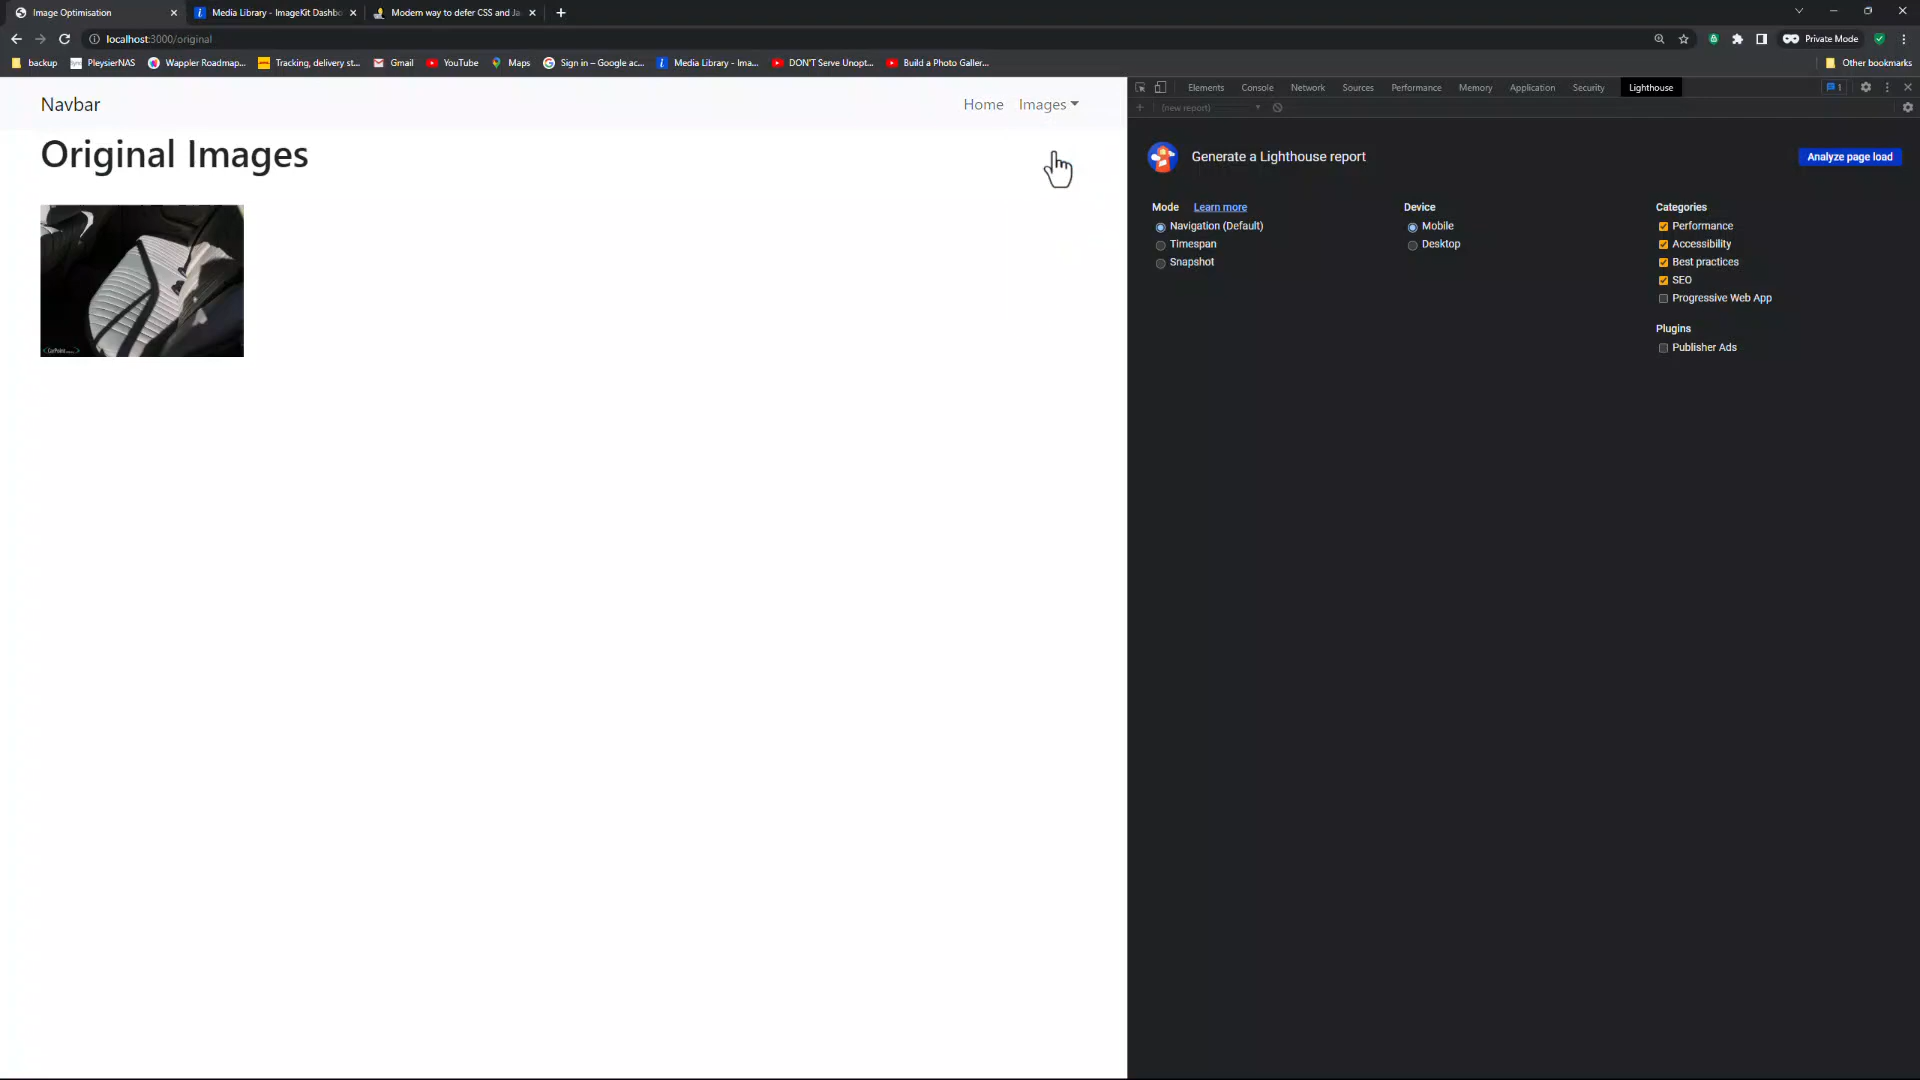 Image Optimisation
Media Library - ImageKit Dashbo
Modern way to defer CSS and Ja
localhost:3000/original
Private Mode
backup
PleysierNAS
Wappler Roadmap...
Tracking, delivery st...
Gmail
YouTube
Maps
Sign in – Google ac...
Media Library - Ima...
DON'T Serve Unopt...
Build a Photo Galler...
Other bookmarks
Navbar
Home
Images
Original Images
Elements
Console
Network
Sources
Performance
Memory
Application
Security
Lighthouse
1
(new report)
Generate a Lighthouse report
Analyze page load
Mode Learn more
Navigation (Default)
Timespan
Snapshot
Device
Mobile
Desktop
Categories
Performance
Accessibility
Best practices
SEO
Progressive Web App
Plugins
Publisher Ads